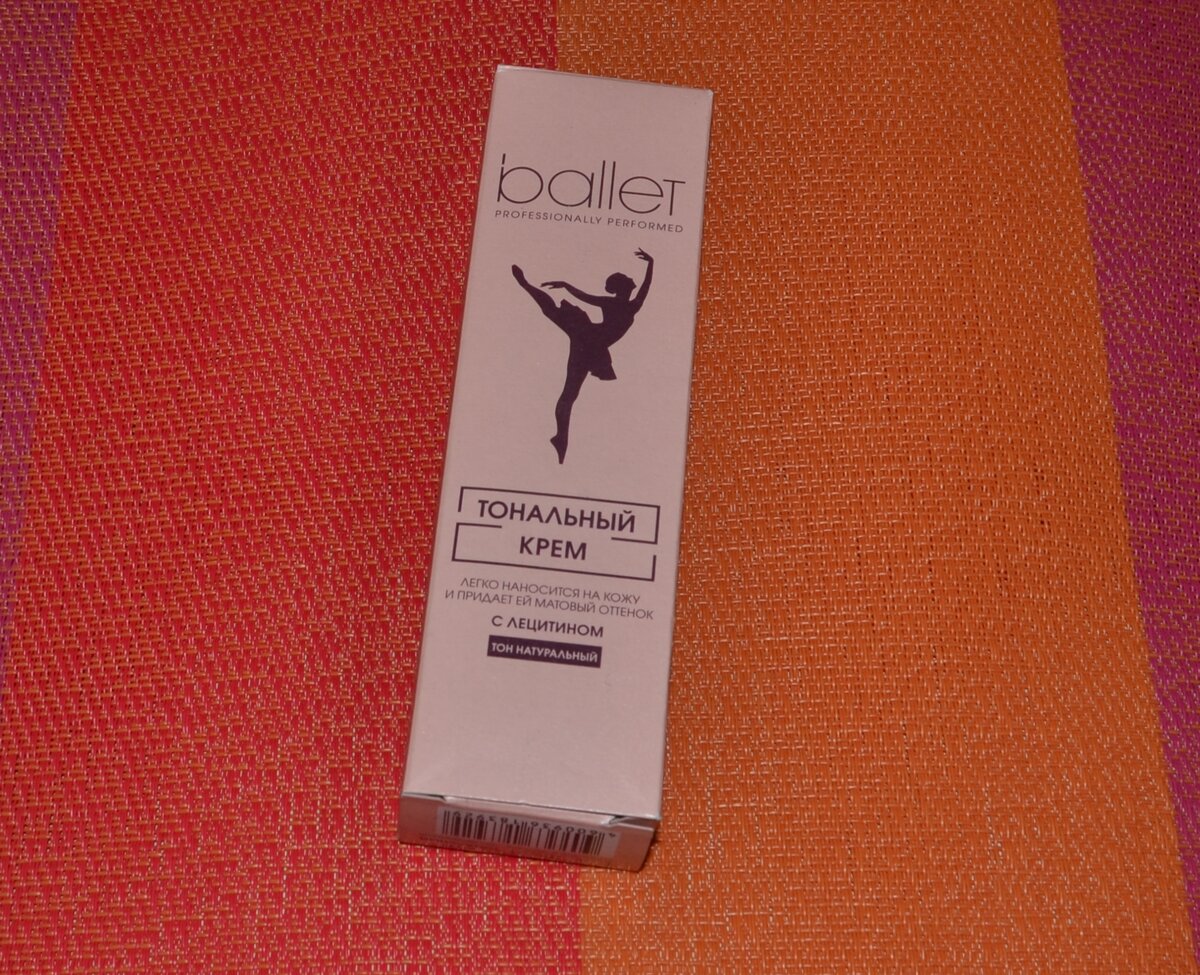 ballet
PROFESSIONALLY PERFORMED
ТОНАЛЬНЫЙ
КРЕМ
ЛЕГКО НАНОСИТСЯ НА КОЖУ
И ПРИДАЕТ ЕЙ МАТОВЫЙ ОТТЕНОК
С ЛЕЦИТИНОМ
ТОН НАТУРАЛЬНЫЙ